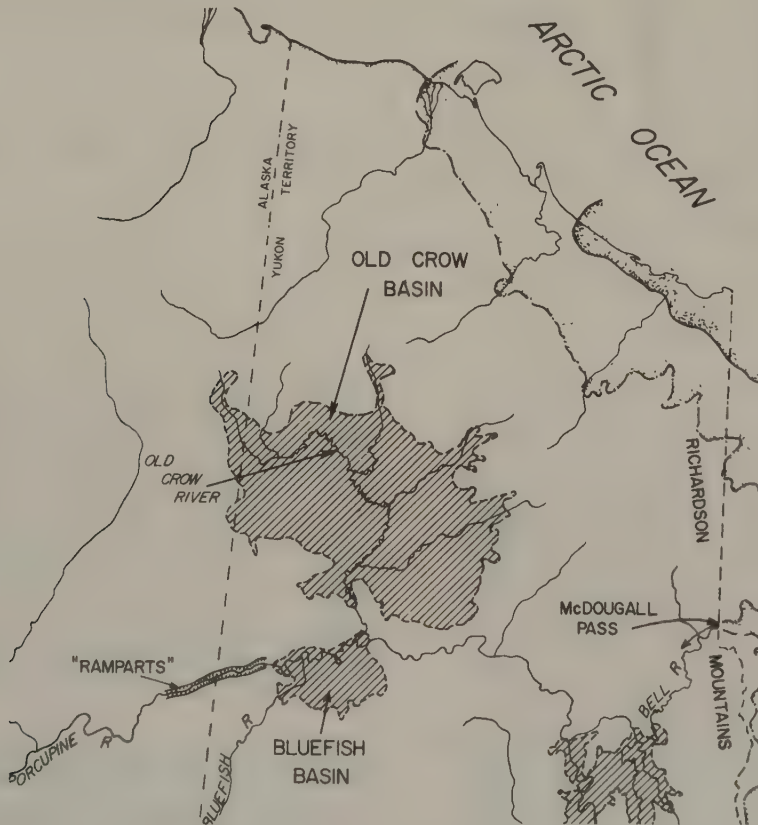 ARCTIC OCEAN
ALASKA
TERRITORY
YUKON
OLD CROW
BASIN
OLD
CROW
RIVER
RICHARDSON
McDOUGALL
PASS
"RAMPARTS"
MOUNTAINS
BELL R
ORCUPINE R
BLUEFISH R
BLUEFISH
BASIN